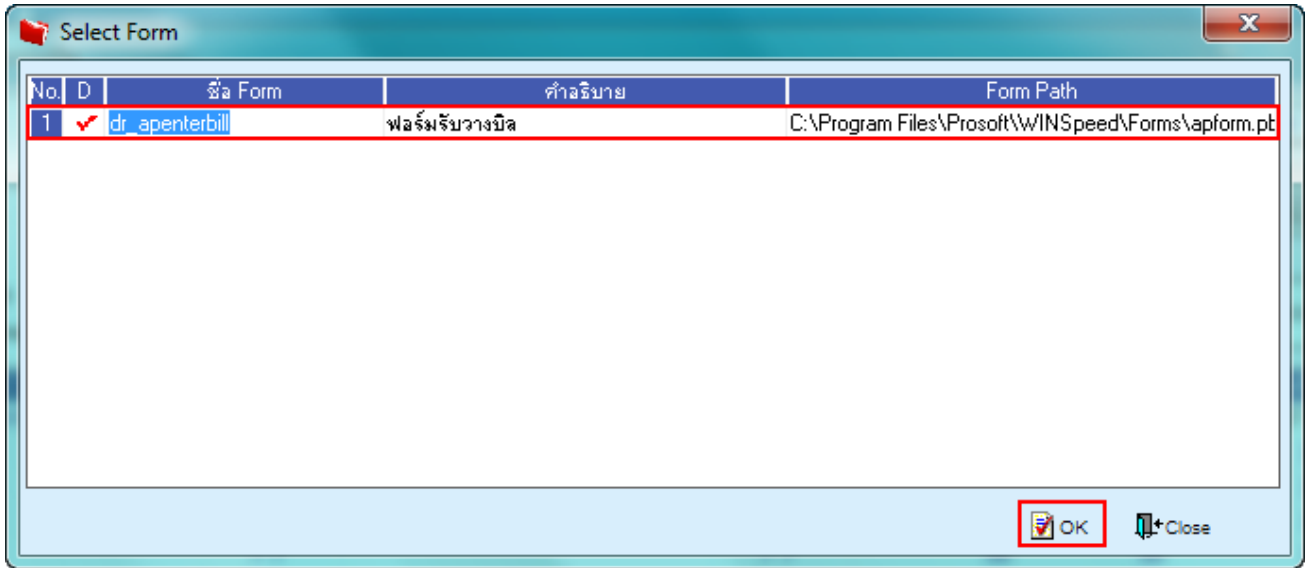 Select Form
No. D ชื่อ Form คำอธิบาย Form Path
1 dr_apenterbill ฟอร์มรับวางบิล C:\Program Files\Prosoft\WINSpeed\Forms\apform.pb
OK Close